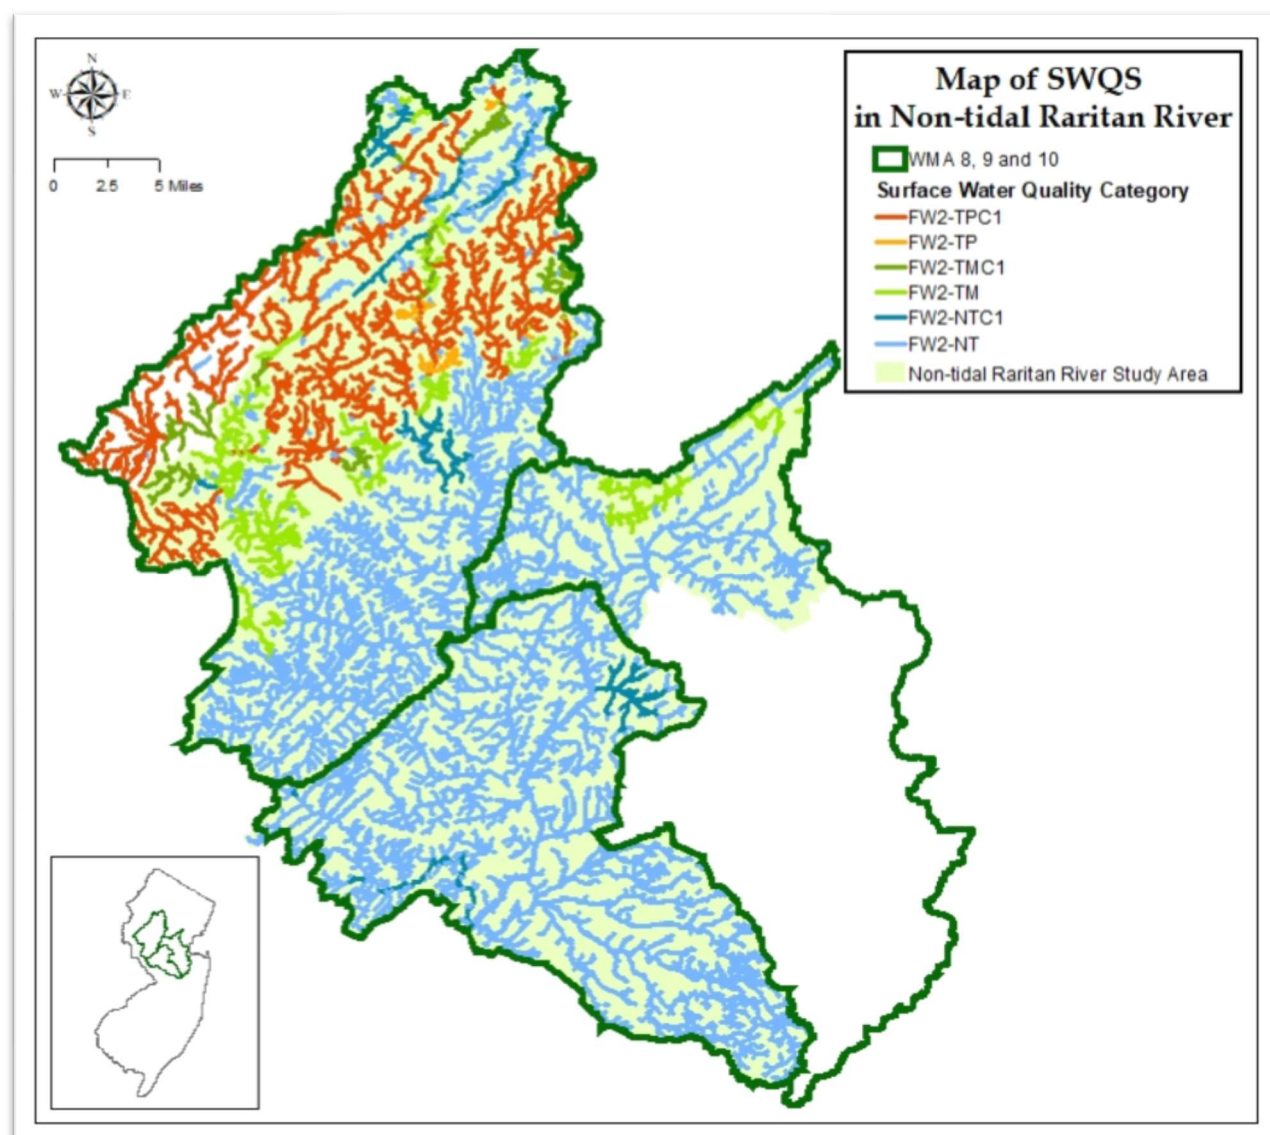 N
W
E
S
0 2.5 5 Miles
Map of SWQS
in Non-tidal Raritan River
WMA 8, 9 and 10
Surface Water Quality Category
FW2-TPC1
FW2-TP
FW2-TMC1
FW2-TM
FW2-NTC1
FW2-NT
Non-tidal Raritan River Study Area